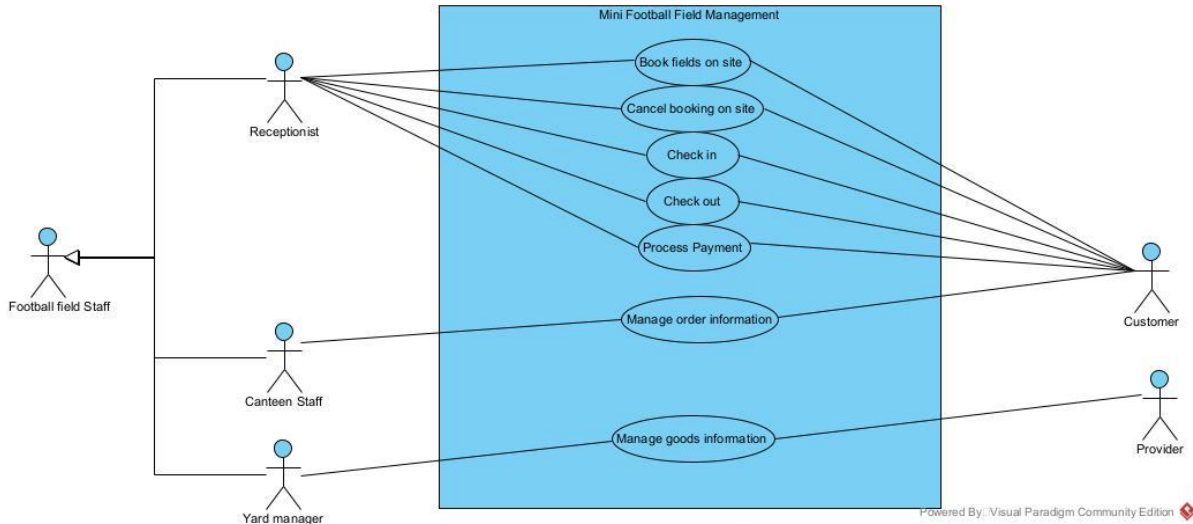 Mini Football Field Management
Book fields on site
Cancel booking on site
Receptionist
Check in
Check out
Process Payment
Football field Staff
Manage order information
Customer
Canteen Staff
Manage goods information
Provider
Yard manager
Powered By: Visual Paradigm Community Edition